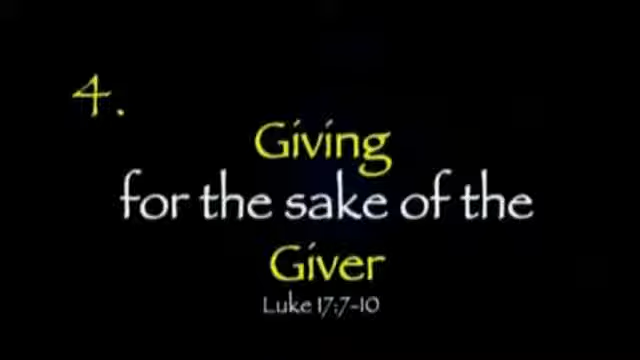 4.
Giving
for the sake of the
Giver
Luke 17:7-10